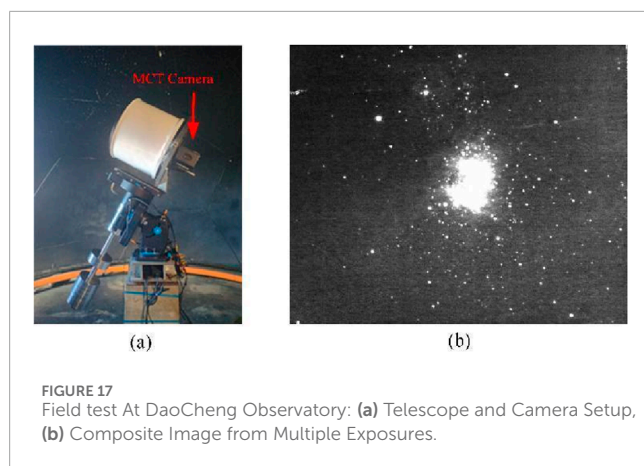 MCT Camera
(a)
(b)
FIGURE 17
Field test At DaoCheng Observatory: (a) Telescope and Camera Setup,
(b) Composite Image from Multiple Exposures.